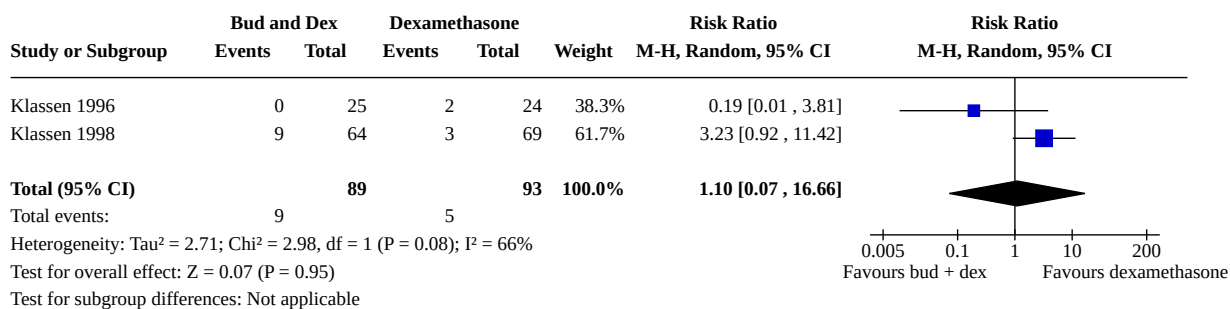 Bud and Dex Dexamethasone Risk Ratio Risk Ratio
Study or Subgroup Events Total Events Total Weight M-H, Random, 95% CI M-H, Random, 95% CI
Klassen 1996 0 25 2 24 38.3% 0.19 [0.01 , 3.81]
Klassen 1998 9 64 3 69 61.7% 3.23 [0.92 , 11.42]
Total (95% CI) 89 93 100.0% 1.10 [0.07 , 16.66]
Total events: 9 5
Heterogeneity: Tau² = 2.71; Chi² = 2.98, df = 1 (P = 0.08); I² = 66%
Test for overall effect: Z = 0.07 (P = 0.95)
Test for subgroup differences: Not applicable
0.005 0.1 1 10 200
Favours bud + dex Favours dexamethasone